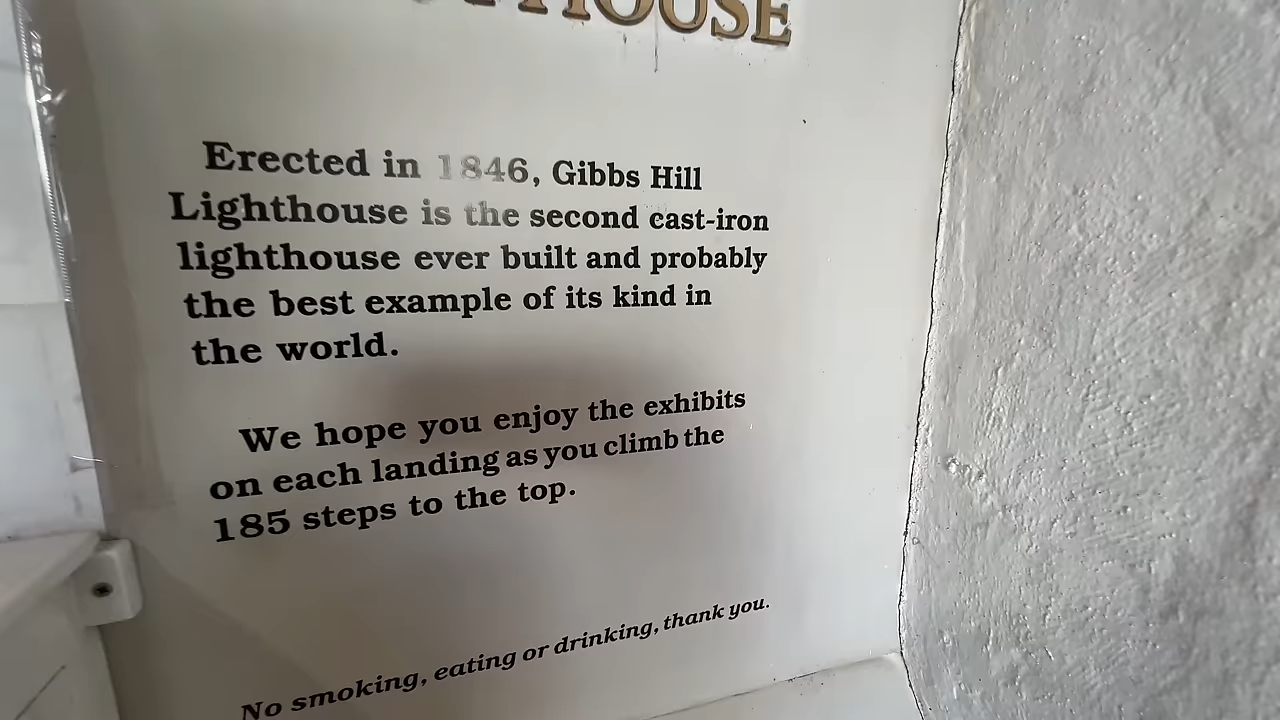 Erected in 1846, Gibbs Hill
Lighthouse is the second cast-iron
lighthouse ever built and probably
the best example of its kind in
the world.
We hope you enjoy the exhibits
on each landing as you climb the
185 steps to the top.
No smoking, eating or drinking, thank you.